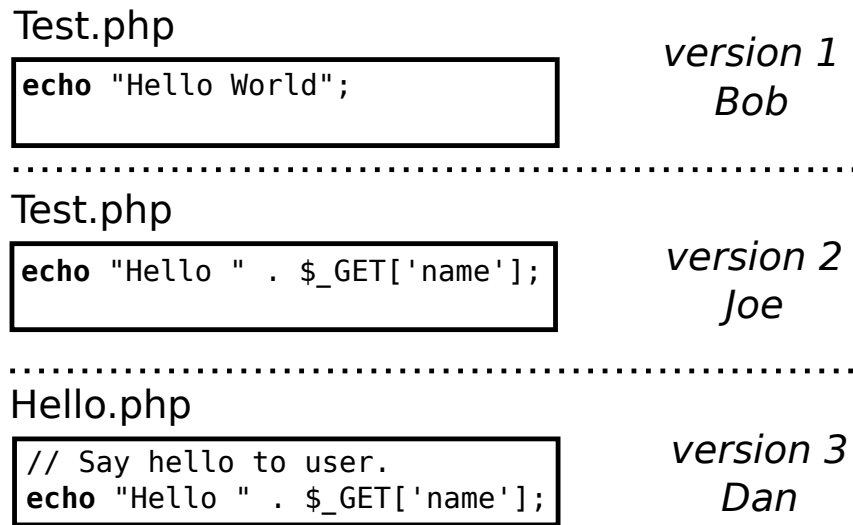 Test.php
version 1
echo "Hello World";
Bob
Test.php
version 2
echo "Hello " . $_GET['name'];
Joe
Hello.php
version 3
// Say hello to user.
echo "Hello " . $_GET['name'];
Dan